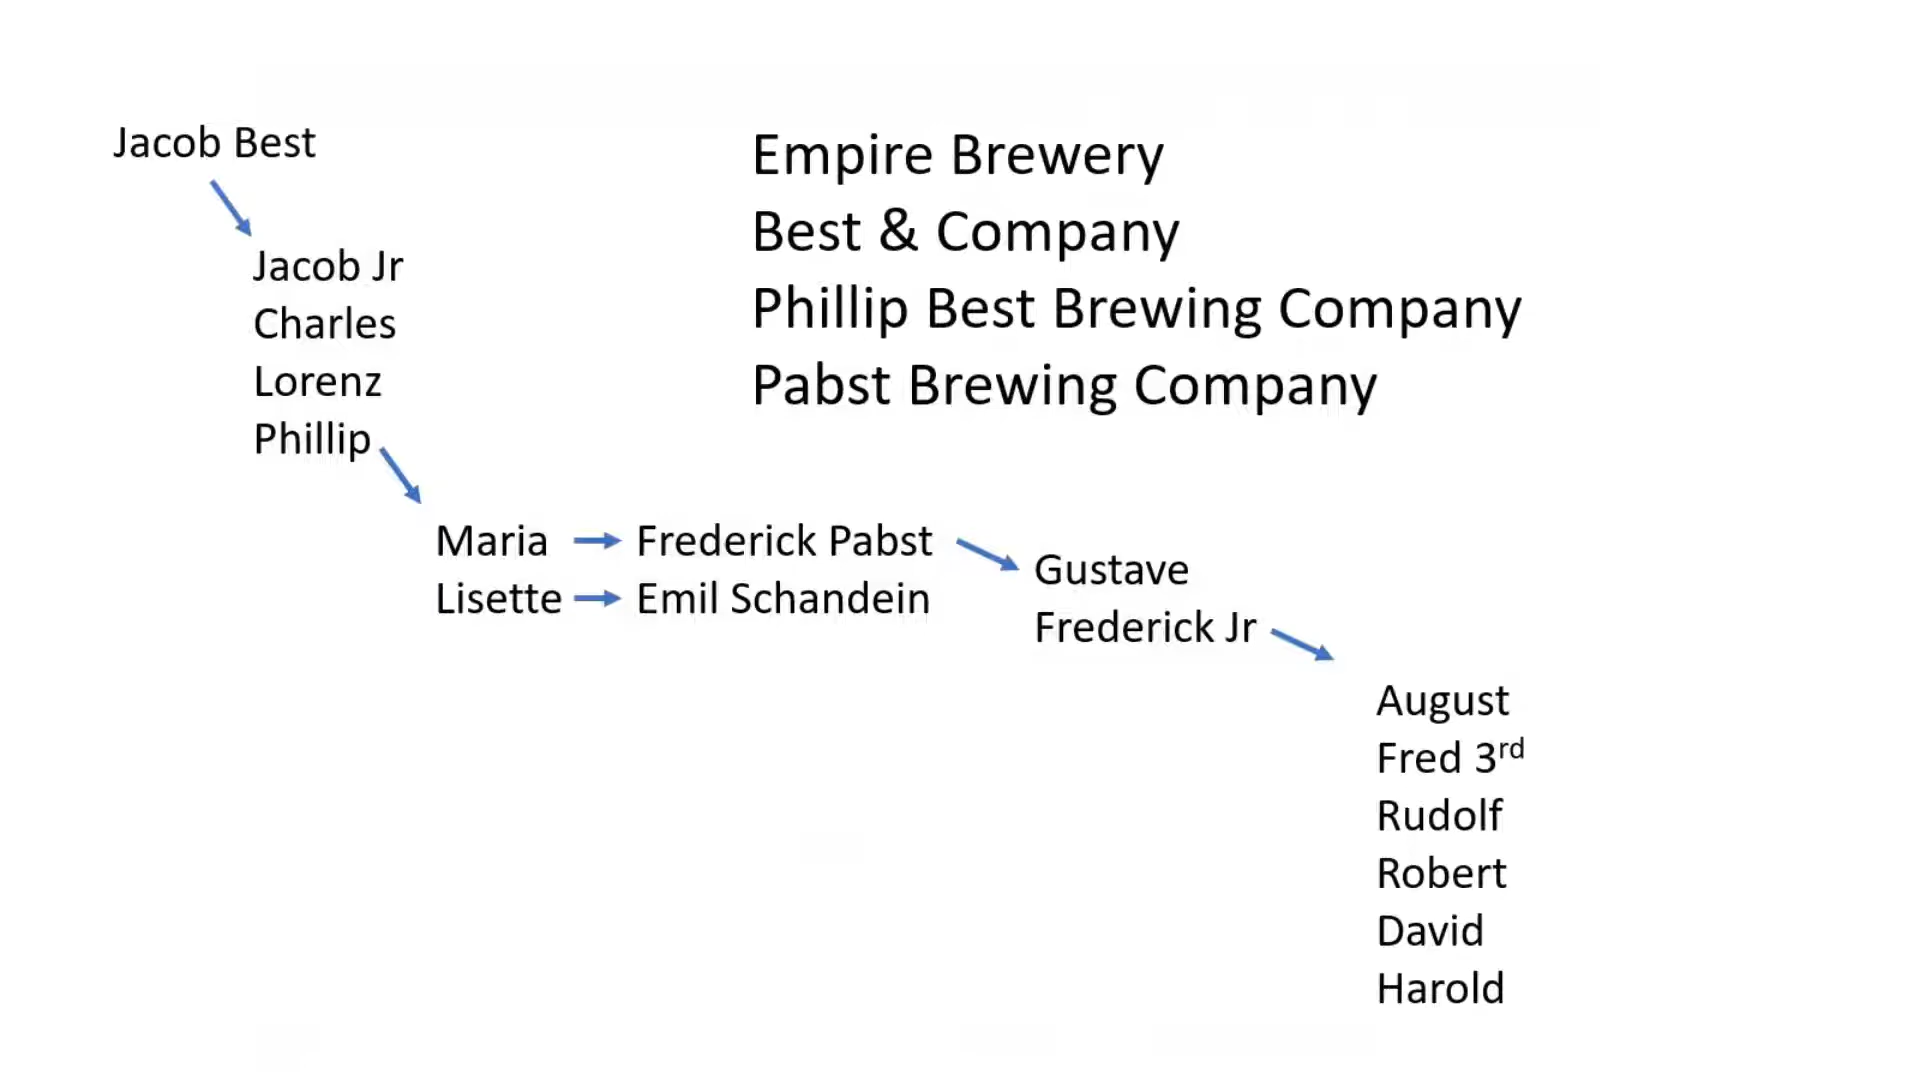 Jacob Best
Jacob Jr
Charles
Lorenz
Phillip
Empire Brewery
Best & Company
Phillip Best Brewing Company
Pabst Brewing Company
Maria
Frederick Pabst
Lisette
Emil Schandein
Gustave
Frederick Jr
August
Fred 3rd
Rudolf
Robert
David
Harold